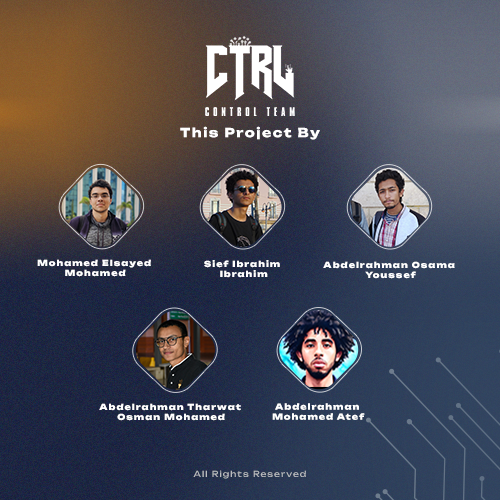 CTRL
CONTROL TEAM
This Project By
Mohamed Elsayed
Mohamed
Sief Ibrahim
Ibrahim
Abdelrahman Osama
Youssef
Abdelrahman Tharwat
Osman Mohamed
Abdelrahman
Mohamed Atef
All Rights Reserved